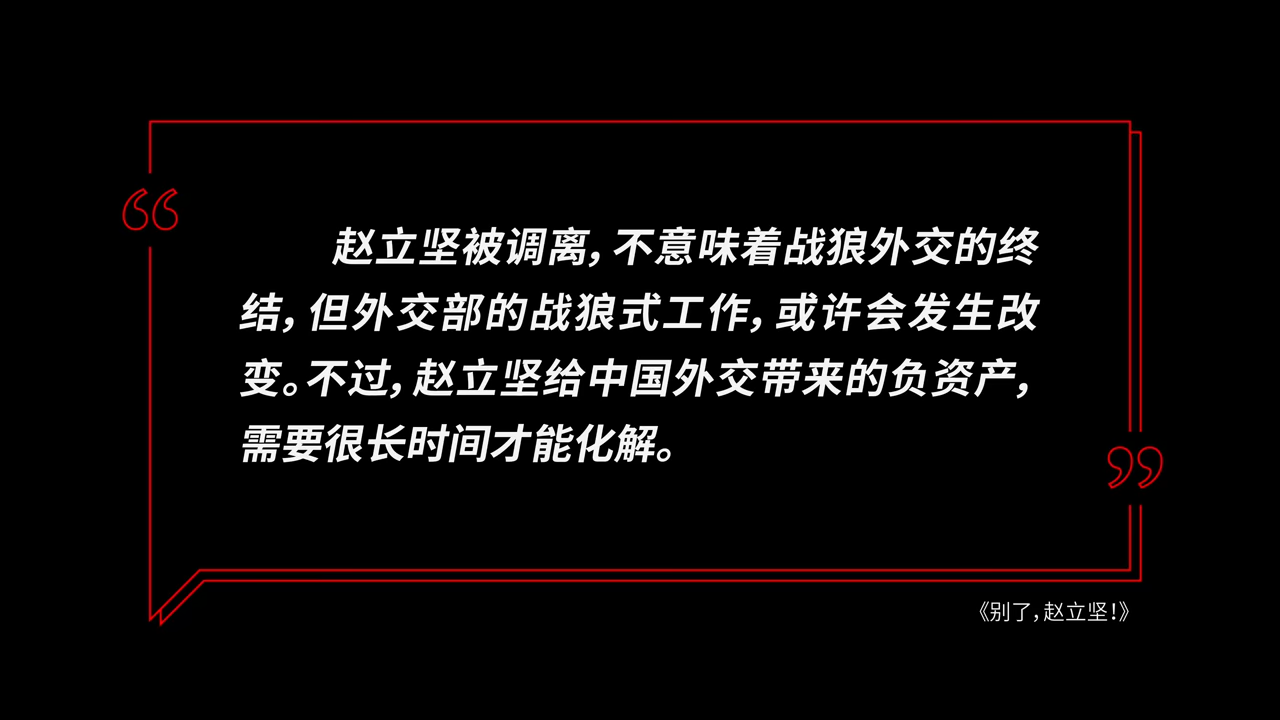 赵立坚被调离，不意味着战狼外交的终
结，但外交部的战狼式工作，或许会发生改
变。不过，赵立坚给中国外交带来的负资产，
需要很长时间才能化解。
《别了，赵立坚！》